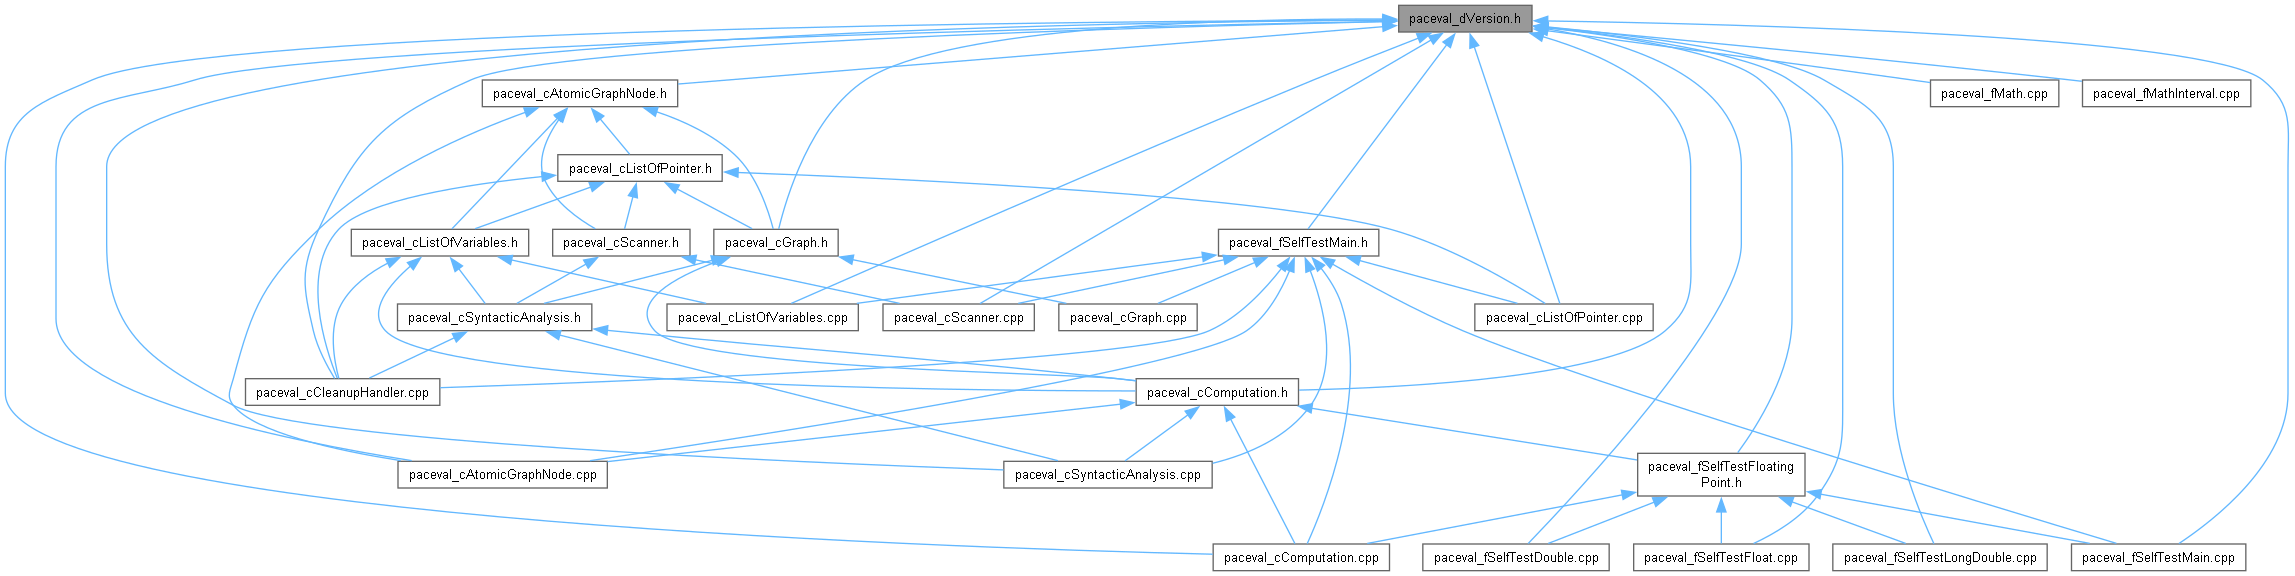 paceval_dVersion.h
paceval_cAtomicGraphNode.h
paceval_fMath.cpp
paceval_fMathInterval.cpp
paceval_cListOfPointer.h
paceval_cListOfVariables.h
paceval_cScanner.h
paceval_cGraph.h
paceval_fSelfTestMain.h
paceval_cSyntacticAnalysis.h
paceval_cListOfVariables.cpp
paceval_cScanner.cpp
paceval_cGraph.cpp
paceval_cListOfPointer.cpp
paceval_cCleanupHandler.cpp
paceval_cComputation.h
paceval_cAtomicGraphNode.cpp
paceval_cSyntacticAnalysis.cpp
paceval_fSelfTestFloating
Point.h
paceval_cComputation.cpp
paceval_fSelfTestDouble.cpp
paceval_fSelfTestFloat.cpp
paceval_fSelfTestLongDouble.cpp
paceval_fSelfTestMain.cpp